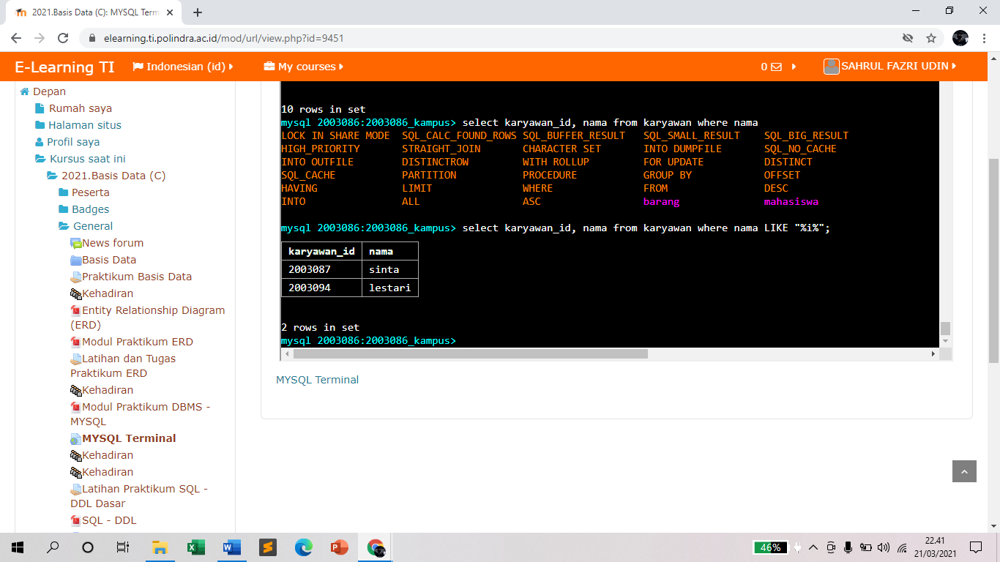 2021.Basis Data (C): MYSQL Term
elearning.ti.polindra.ac.id/mod/url/view.php?id=9451
E-Learning TI
Indonesian (id)
My courses
0
SAHRUL FAZRI UDIN
Depan
Rumah saya
Halaman situs
Profil saya
Kursus saat ini
2021.Basis Data (C)
Peserta
Badges
General
News forum
Basis Data
Praktikum Basis Data
Kehadiran
Entity Relationship Diagram
(ERD)
Modul Praktikum ERD
Latihan dan Tugas
Praktikum ERD
Kehadiran
Modul Praktikum DBMS -
MYSQL
MYSQL Terminal
Kehadiran
Kehadiran
Latihan Praktikum SQL -
DDL Dasar
SQL - DDL
10 rows in set
mysql 2003086:2003086_kampus> select karyawan_id, nama from karyawan where nama
LOCK IN SHARE MODE SQL_CALC_FOUND_ROWS SQL_BUFFER_RESULT SQL_SMALL_RESULT SQL_BIG_RESULT
HIGH_PRIORITY STRAIGHT_JOIN CHARACTER SET INTO DUMPFILE SQL_NO_CACHE
INTO OUTFILE DISTINCTROW WITH ROLLUP FOR UPDATE DISTINCT
SQL_CACHE PARTITION PROCEDURE GROUP BY OFFSET
HAVING LIMIT WHERE FROM DESC
INTO ALL ASC barang mahasiswa
mysql 2003086:2003086_kampus> select karyawan_id, nama from karyawan where nama LIKE "%i%";
karyawan_id nama
2003087 sinta
2003094 lestari
2 rows in set
mysql 2003086:2003086_kampus>
MYSQL Terminal
46%
22.41
21/03/2021